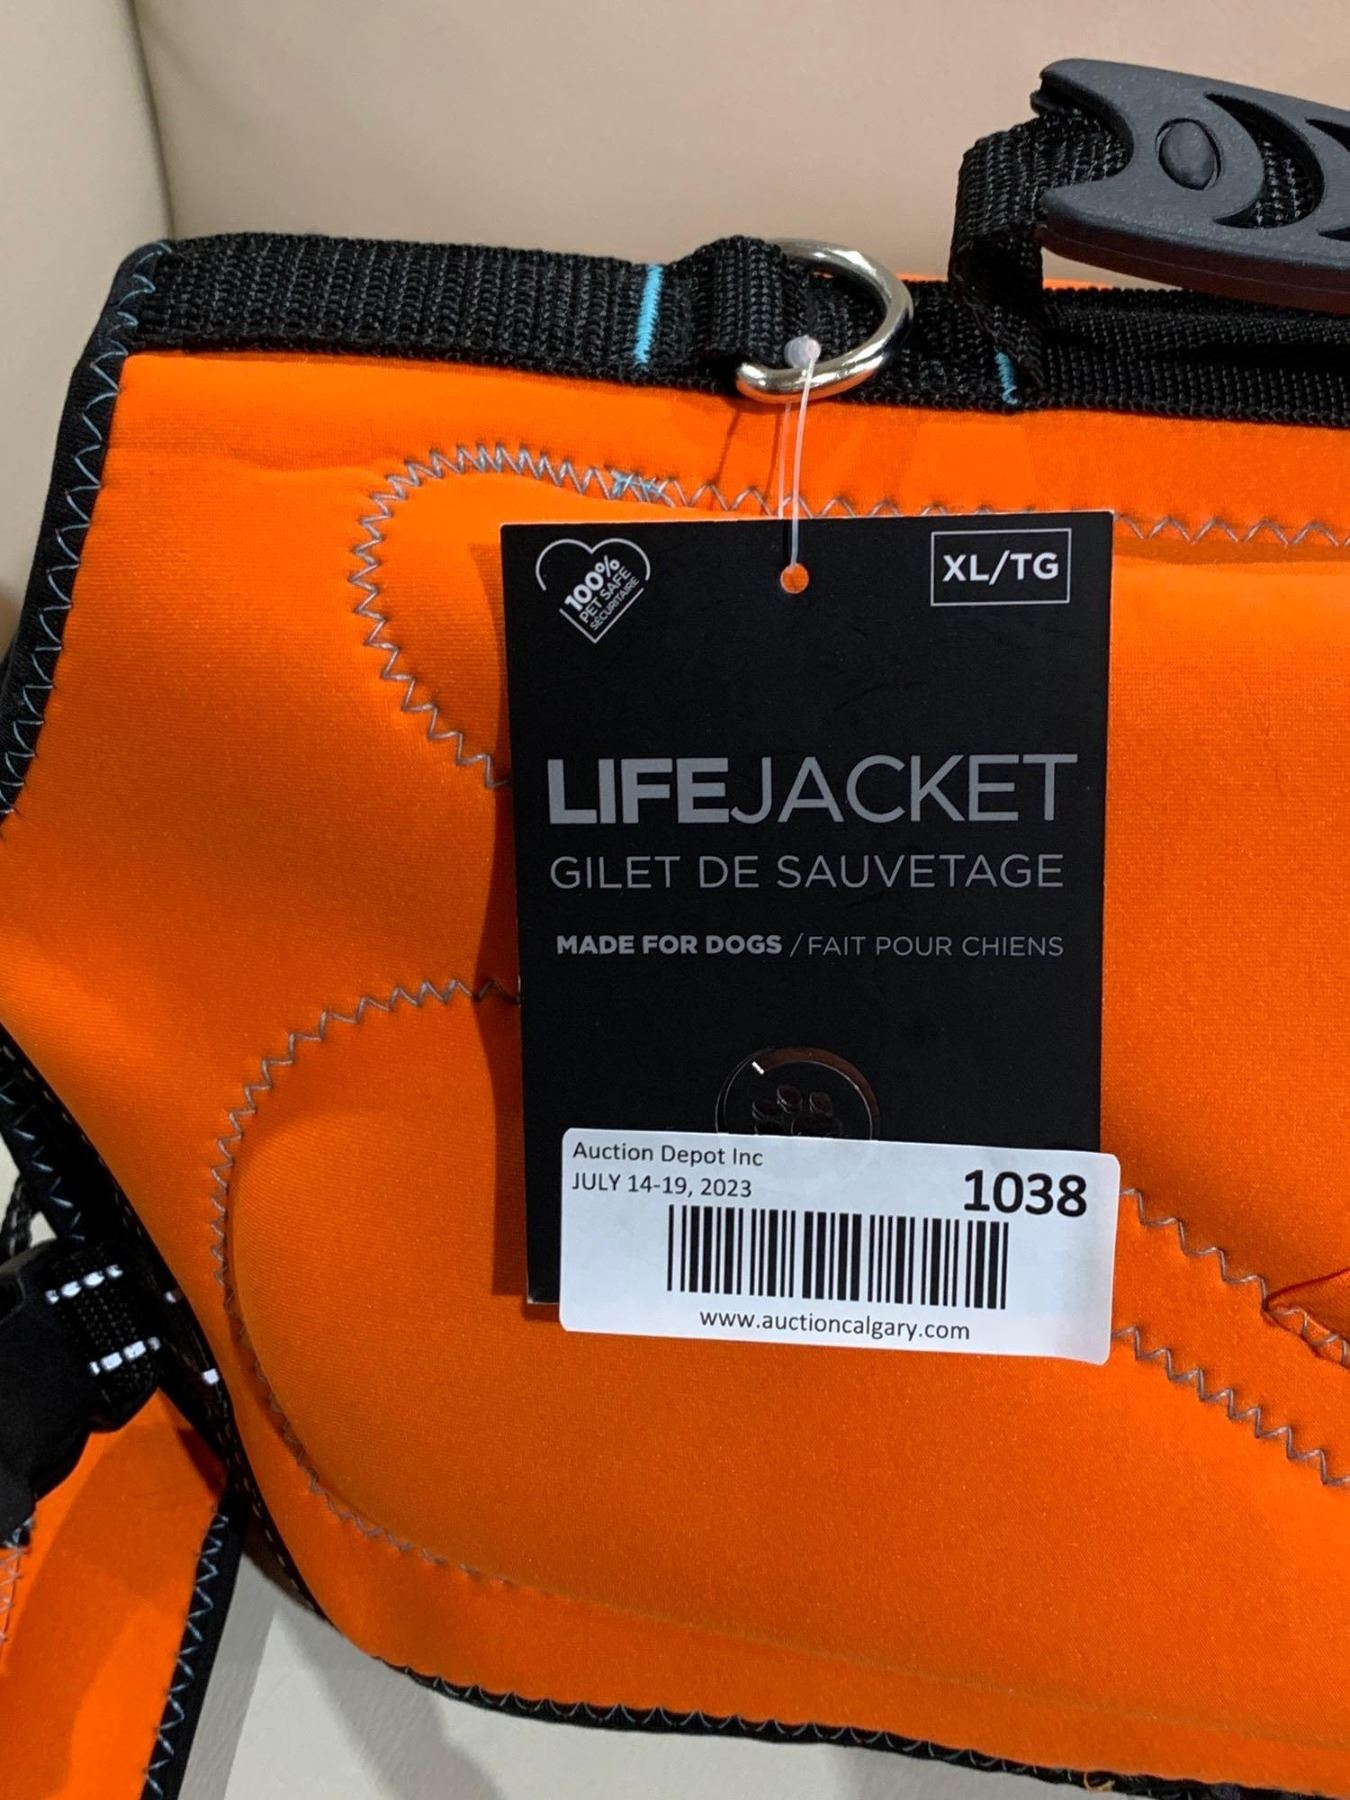 100%
PET SAFE
SÉCURITAIRE
XL/TG
LIFEJACKET
GILET DE SAUVETAGE
MADE FOR DOGS / FAIT POUR CHIENS
Auction Depot Inc
JULY 14-19, 2023
1038
www.auctioncalgary.com